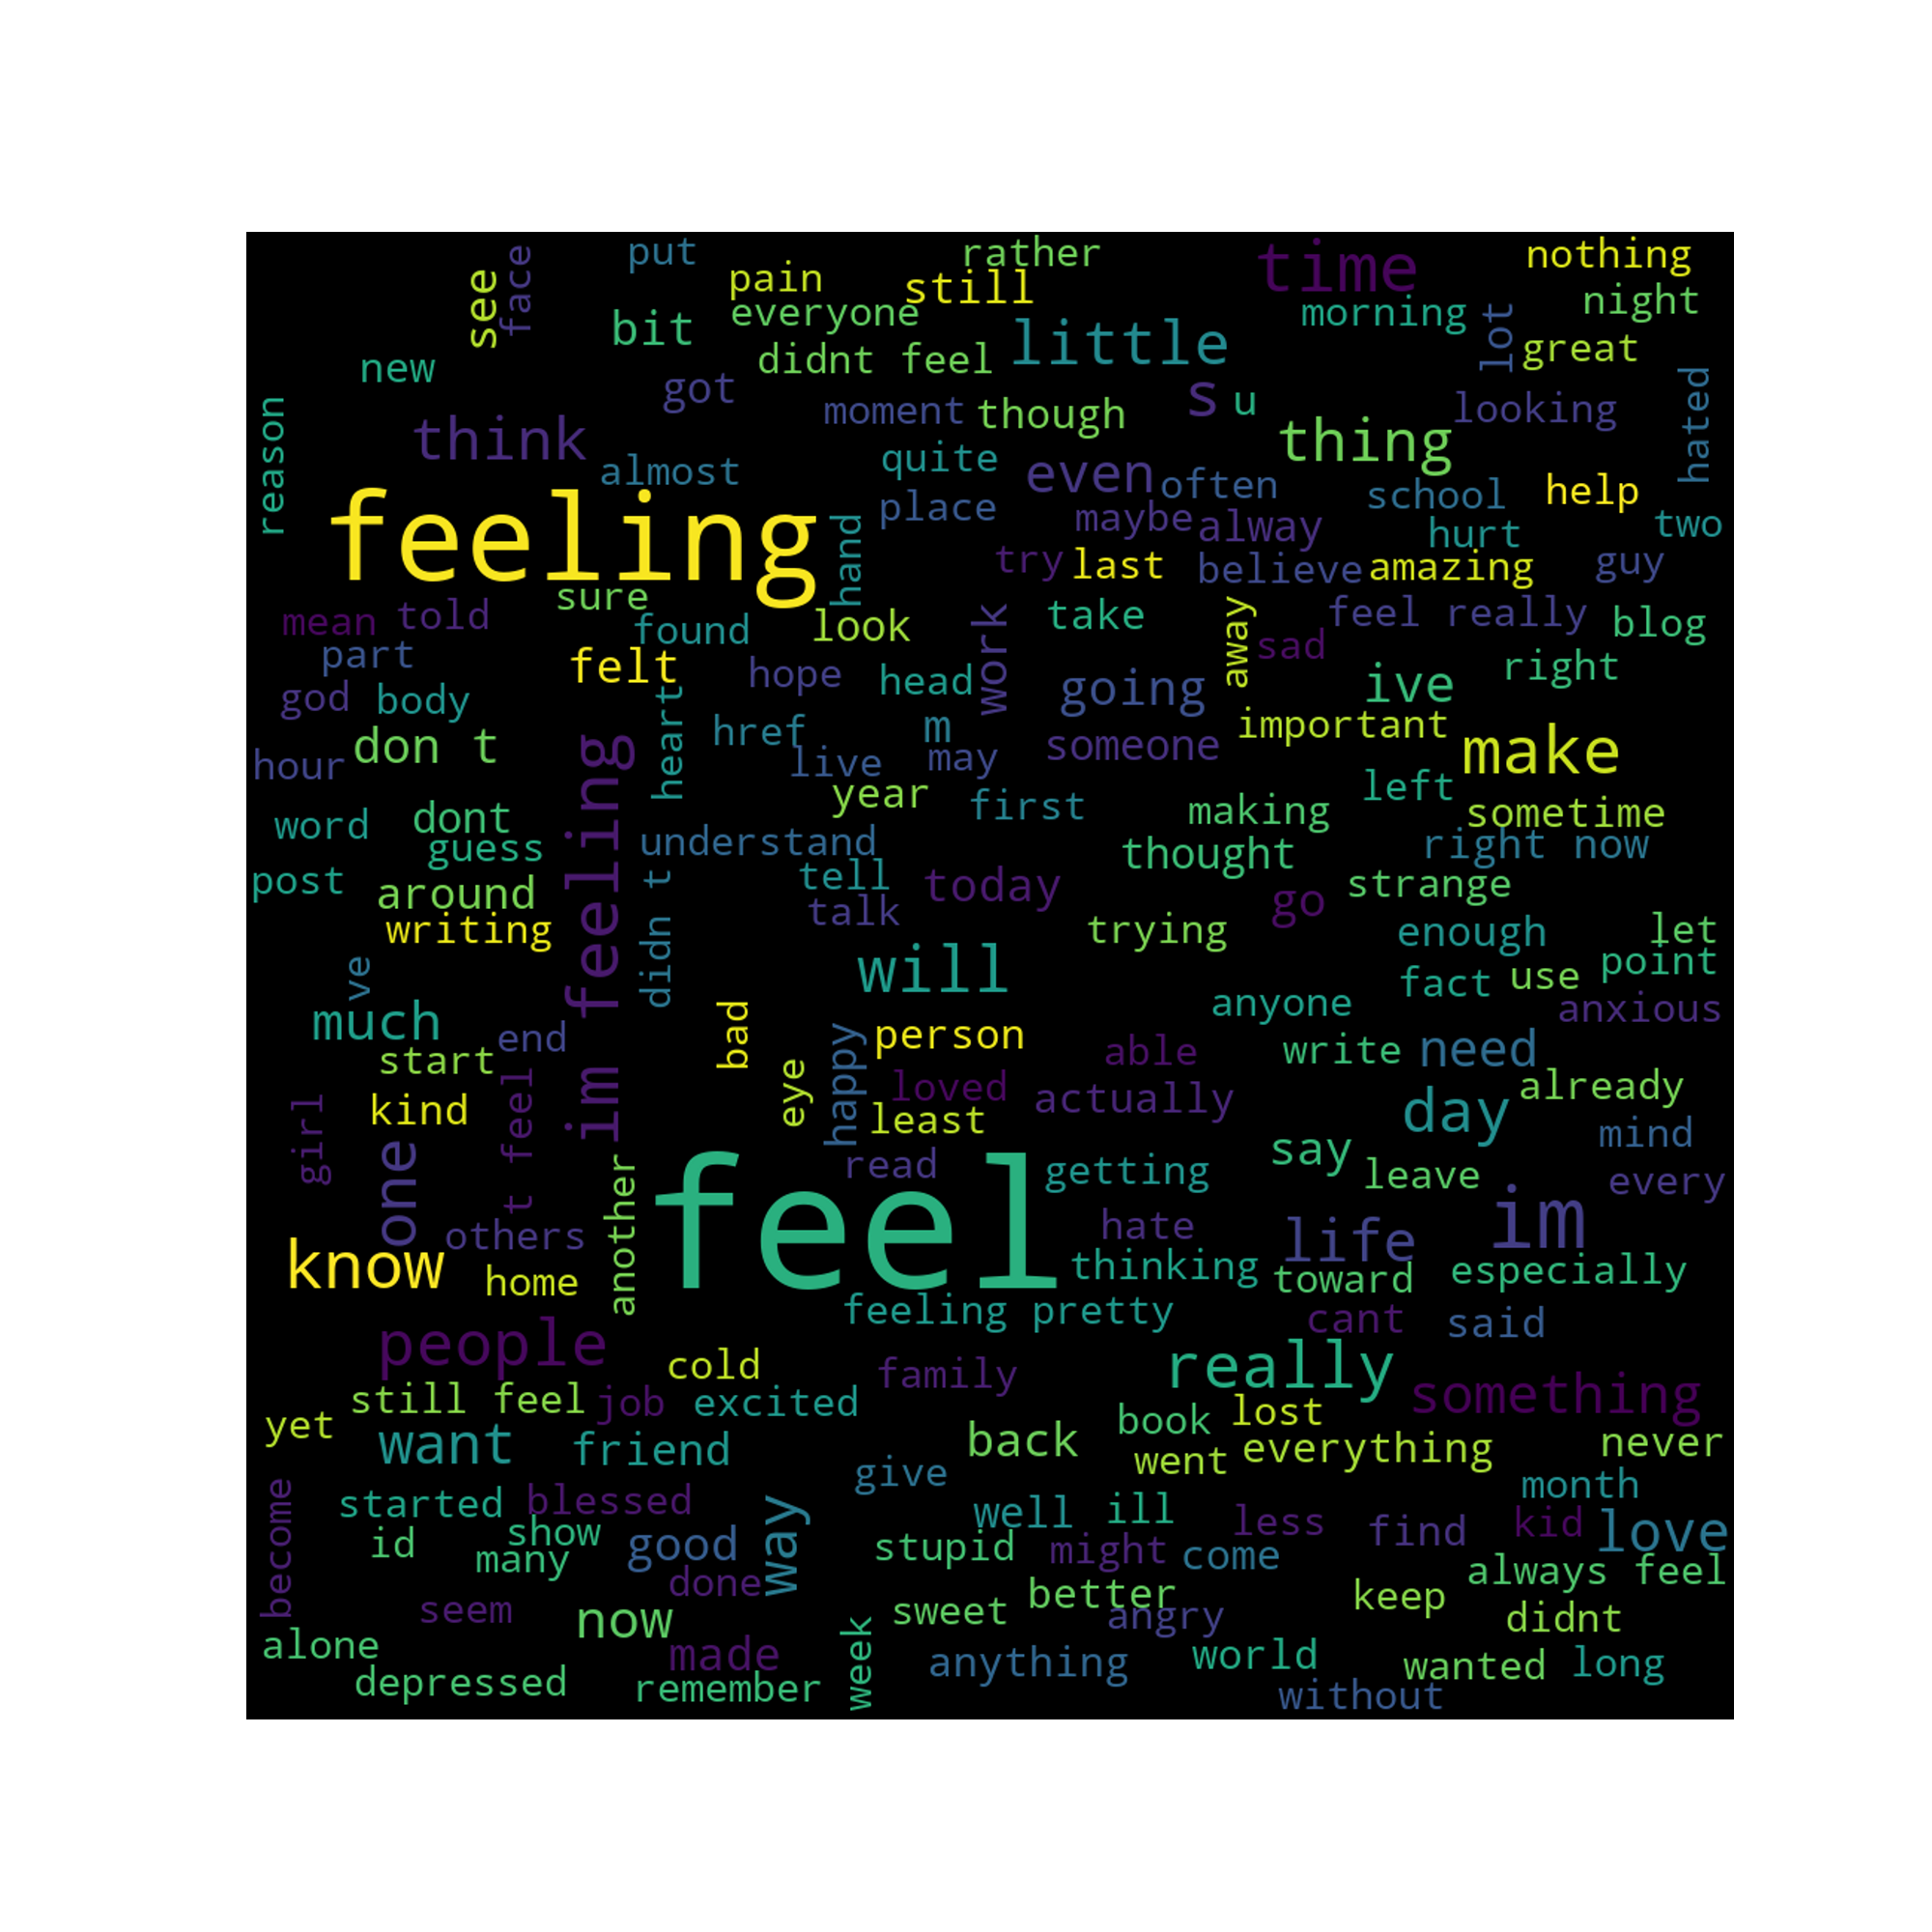 put
rather
time
nothing
face
see
pain
still
everyone
morning
night
bit
little
lot
great
new
didnt feel
got
s
u
hatted
moment
though
looking
reason
think
thing
almost
quite
even
often
school
help
feeling
place
maybe
alway
hurt
two
hand
try
last
believe
amazing
guy
sure
mean
told
found
look
work
take
away
sad
feel really
blog
part
felt
hope
head
going
ive
right
god
body
heart
href
m
important
don t
someone
make
hour
live
may
im feeling
year
first
left
making
sometime
word
dont
guess
understand
thought
right now
post
around
tell
talk
today
go
strange
writing
didn t
trying
enough
let
ve
will
fact
use
point
much
anyone
anxious
end
bad
person
start
happy
able
write
need
eye
loved
actually
already
girl
kind
t feel
least
day
mind
one
read
getting
say
leave
every
others
another
feel
hate
life
im
know
home
thinking
toward
especially
feeling pretty
cant
said
people
cold
family
really
something
still feel
job
excited
yet
book
lost
want
friend
back
went
everything
never
give
month
become
started
blessed
way
well
ill
less
find
kid
love
id
show
many
good
stupid
might
come
done
always feel
seem
now
sweet
better
angry
keep
didnt
alone
made
week
anything
world
wanted
long
depressed
remember
without